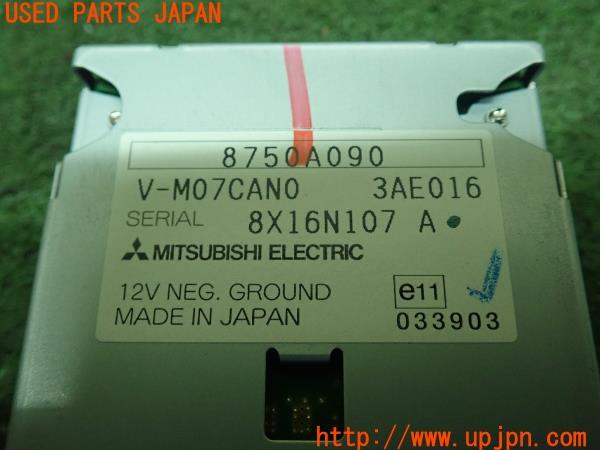 USED PARTS JAPAN
8750A090
V-M07CAN0 3AE016
SERIAL 8X16N107 A
MITSUBISHI ELECTRIC
12V NEG. GROUND e11
MADE IN JAPAN 033903
http://www.upjpn.com